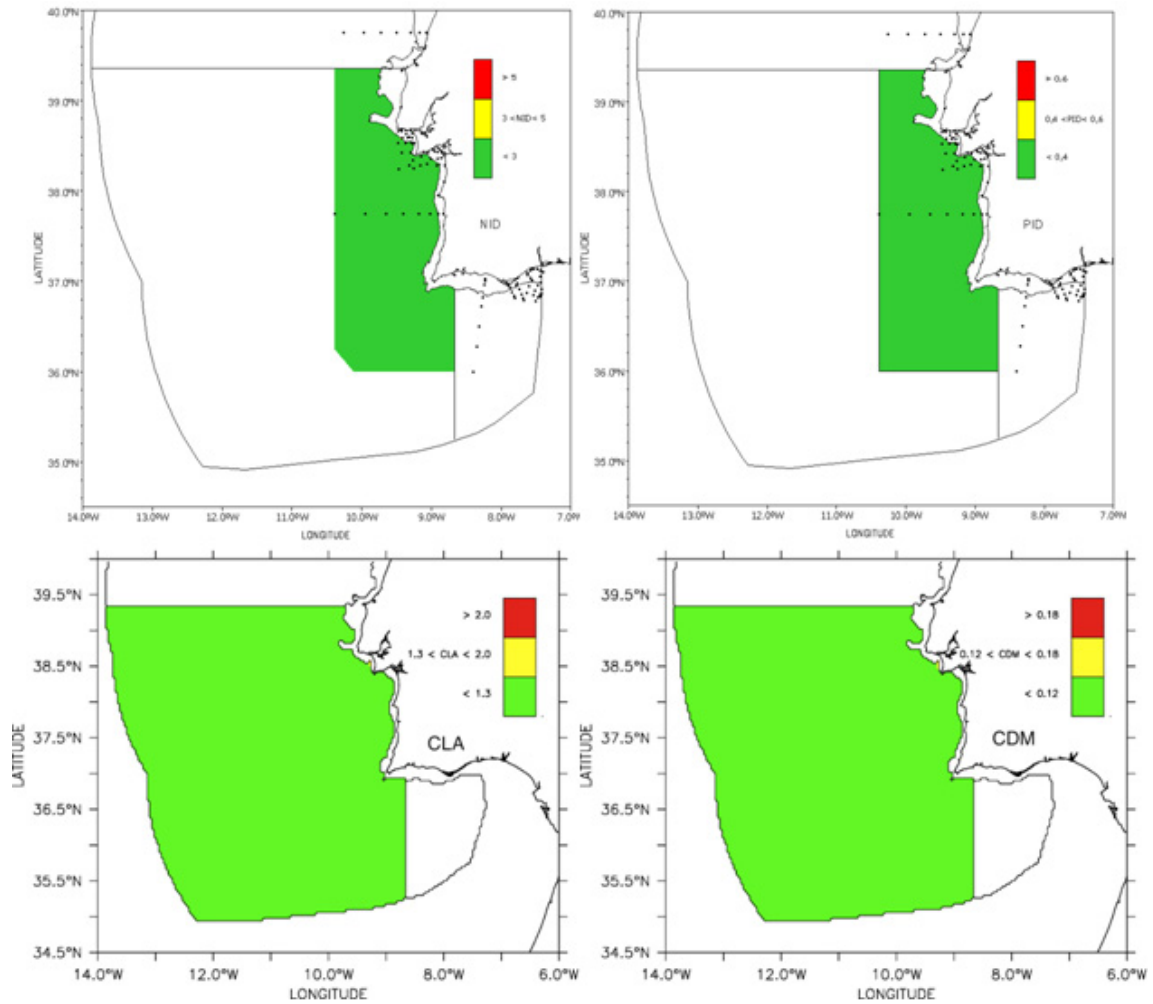 40.0°N
39.0°N
38.0°N
37.0°N
36.0°N
35.0°N
LATITUDE
> 5
3 <NID< 5
< 3
NID
14.0°W 13.0°W 12.0°W 11.0°W 10.0°W 9.0°W 8.0°W 7.0°W
LONGITUDE
40.0°N
39.0°N
38.0°N
37.0°N
36.0°N
35.0°N
LATITUDE
> 0.6
0,4 <PID< 0,6
< 0,4
PID
14.0°W 13.0°W 12.0°W 11.0°W 10.0°W 9.0°W 8.0°W 7.0°W
LONGITUDE
39.5°N
38.5°N
37.5°N
36.5°N
35.5°N
34.5°N
LATITUDE
> 2.0
1.3 < CLA < 2.0
< 1.3
CLA
14.0°W 12.0°W 10.0°W 8.0°W 6.0°W
LONGITUDE
39.5°N
38.5°N
37.5°N
36.5°N
35.5°N
34.5°N
LATITUDE
> 0.18
0.12 < CDM < 0.18
< 0.12
CDM
14.0°W 12.0°W 10.0°W 8.0°W 6.0°W
LONGITUDE